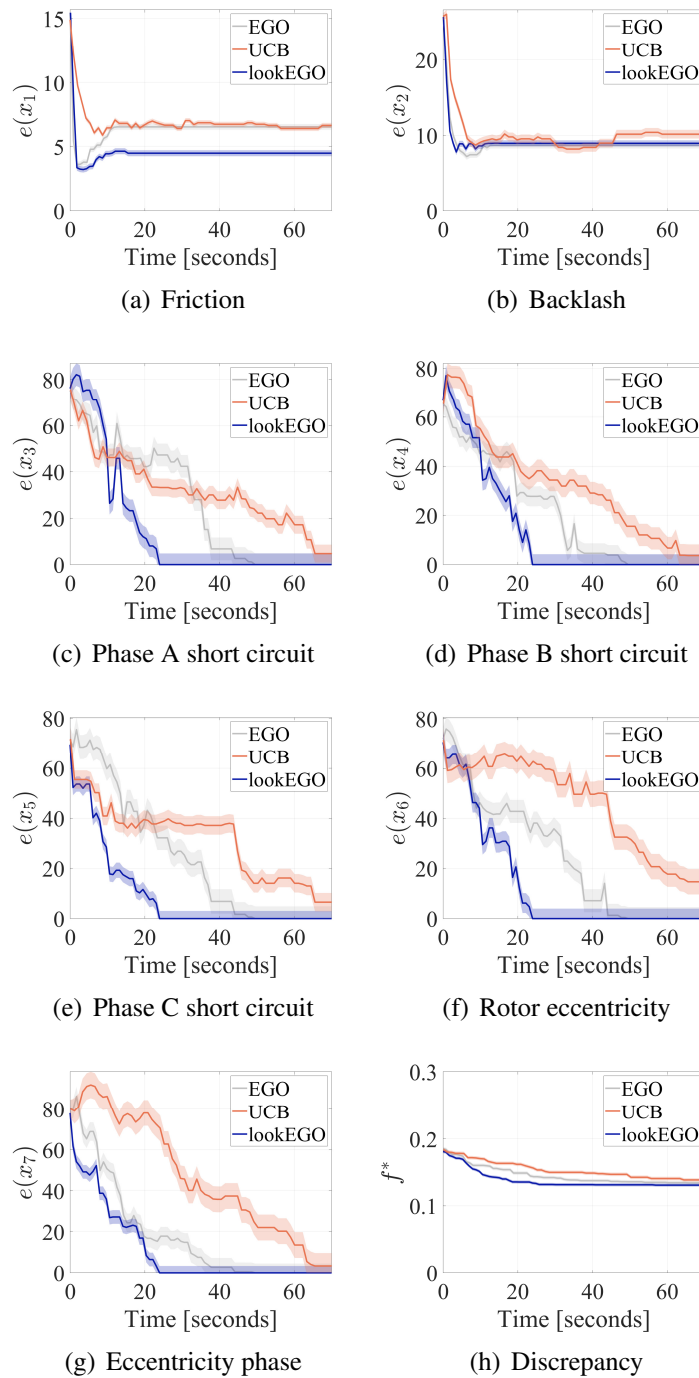 15
10
5
0
e(x₁)
EGO
UCB
lookEGO
0 20 40 60
Time [seconds]
(a) Friction
20
10
0
e(x₂)
EGO
UCB
lookEGO
0 20 40 60
Time [seconds]
(b) Backlash
80
60
40
20
0
e(x₃)
EGO
UCB
lookEGO
0 20 40 60
Time [seconds]
(c) Phase A short circuit
80
60
40
20
0
e(x₄)
EGO
UCB
lookEGO
0 20 40 60
Time [seconds]
(d) Phase B short circuit
80
60
40
20
0
e(x₅)
EGO
UCB
lookEGO
0 20 40 60
Time [seconds]
(e) Phase C short circuit
80
60
40
20
0
e(x₆)
EGO
UCB
lookEGO
0 20 40 60
Time [seconds]
(f) Rotor eccentricity
80
60
40
20
0
e(x₇)
EGO
UCB
lookEGO
0 20 40 60
Time [seconds]
(g) Eccentricity phase
0.3
0.2
0.1
0
f*
EGO
UCB
lookEGO
0 20 40 60
Time [seconds]
(h) Discrepancy